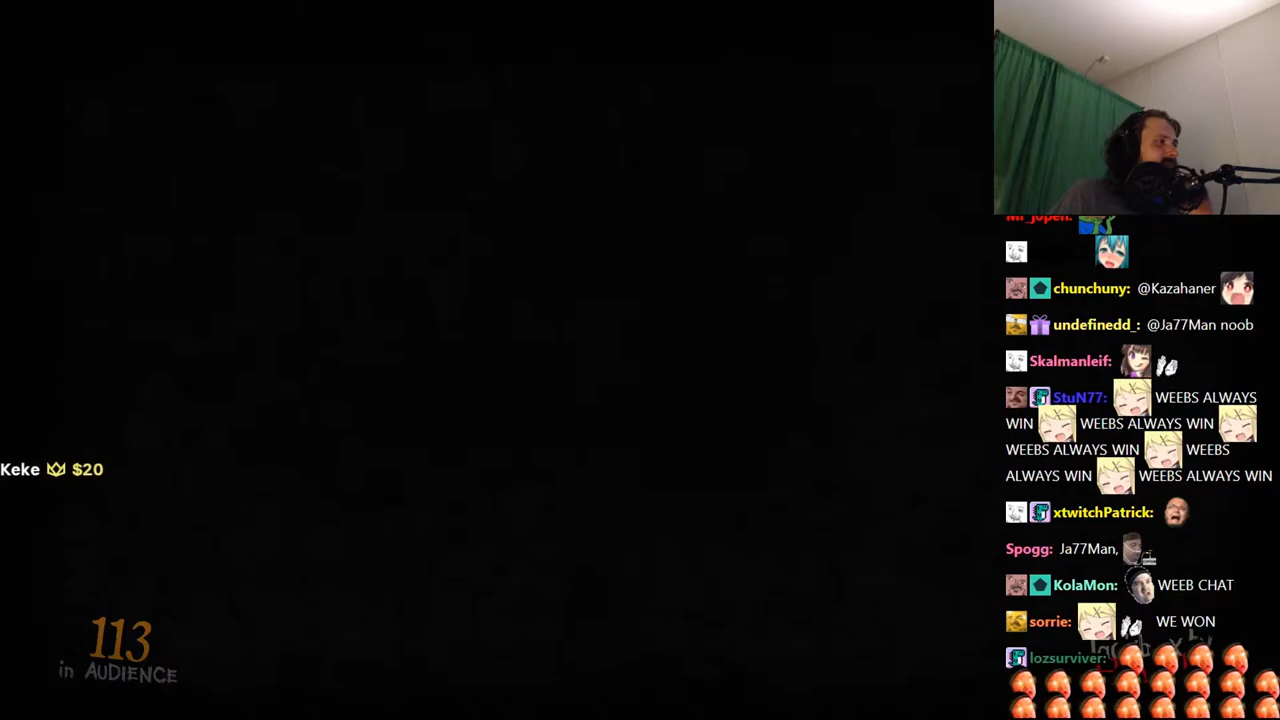 Mr_jopen:
chunchuny: @Kazahaner
undefinedd_: @Ja77Man noob
Skalmanleif:
StuN77: WEEBS ALWAYS
WIN WEEBS ALWAYS WIN
WEEBS ALWAYS WIN WEEBS
ALWAYS WIN WEEBS ALWAYS WIN
Keke $20
xtwitchPatrick:
Spogg: Ja77Man,
KolaMon: WEEB CHAT
sorrie: WE WON
lozsurviver:
113
in AUDIENCE